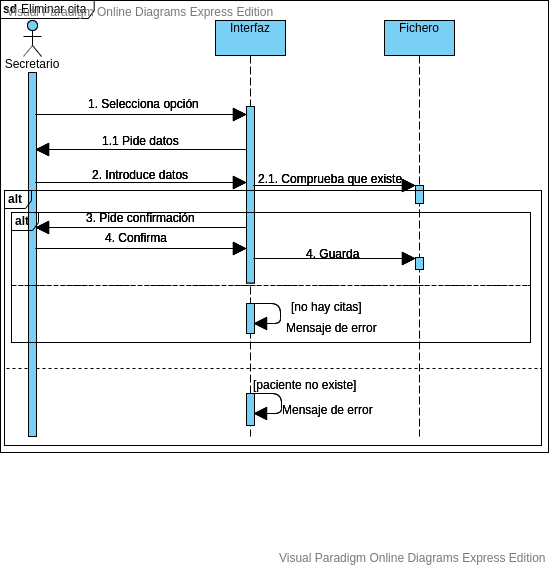 sd Eliminar cita
Visual Paradigm Online Diagrams Express Edition
Secretario
Interfaz
Fichero
1. Selecciona opción
1.1 Pide datos
2. Introduce datos
2.1. Comprueba que existe
alt
alt
3. Pide confirmación
4. Confirma
4. Guarda
[no hay citas]
Mensaje de error
[paciente no existe]
Mensaje de error
Visual Paradigm Online Diagrams Express Edition